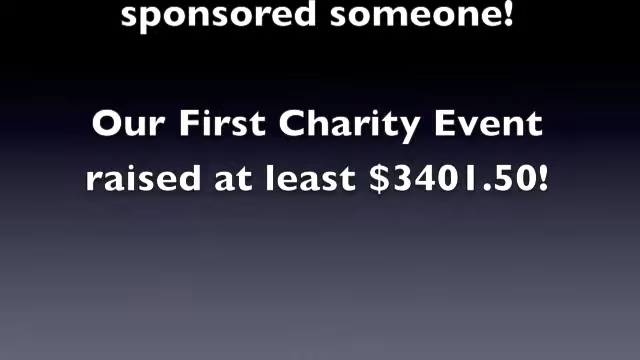 sponsored someone!
Our First Charity Event
raised at least $3401.50!